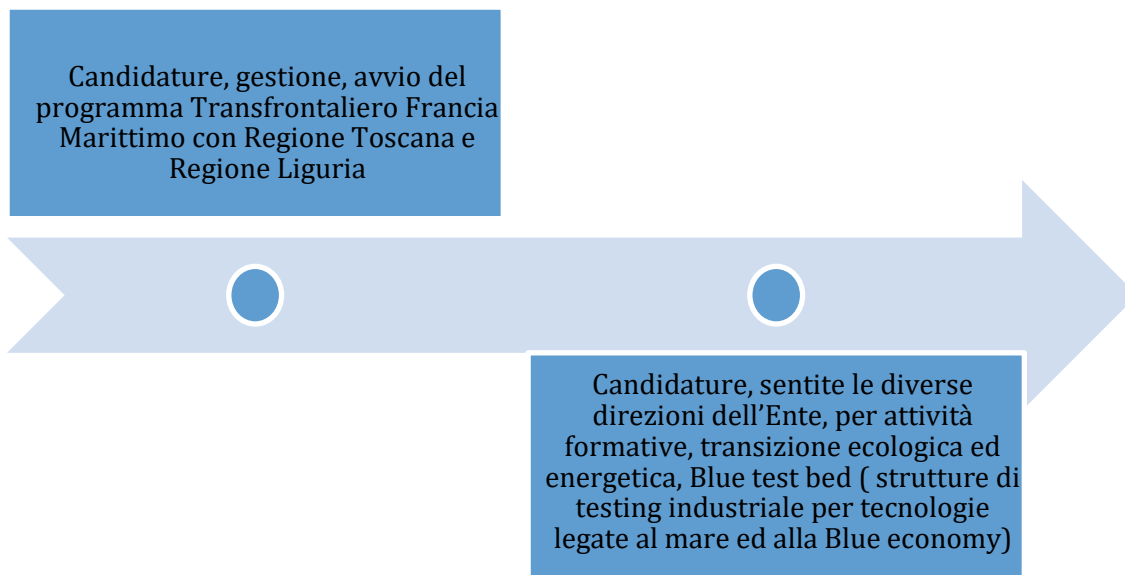 Candidature, gestione, avvio del
programma Transfrontaliero Francia
Marittimo con Regione Toscana e
Regione Liguria
Candidature, sentite le diverse
direzioni dell’Ente, per attività
formative, transizione ecologica ed
energetica, Blue test bed ( strutture di
testing industriale per tecnologie
legate al mare ed alla Blue economy)